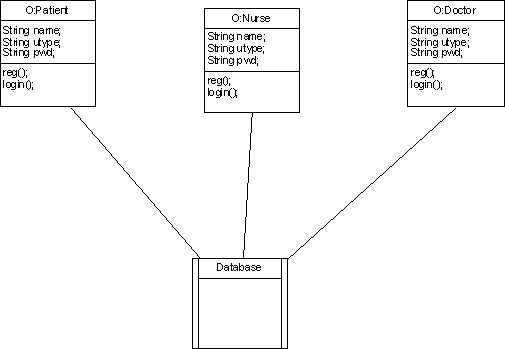 O:Patient
String name;
String utype;
String pwd;
reg();
login();
O:Nurse
String name;
String utype;
String pwd;
reg();
login();
O:Doctor
String name;
String utype;
String pwd;
reg();
login();
Database